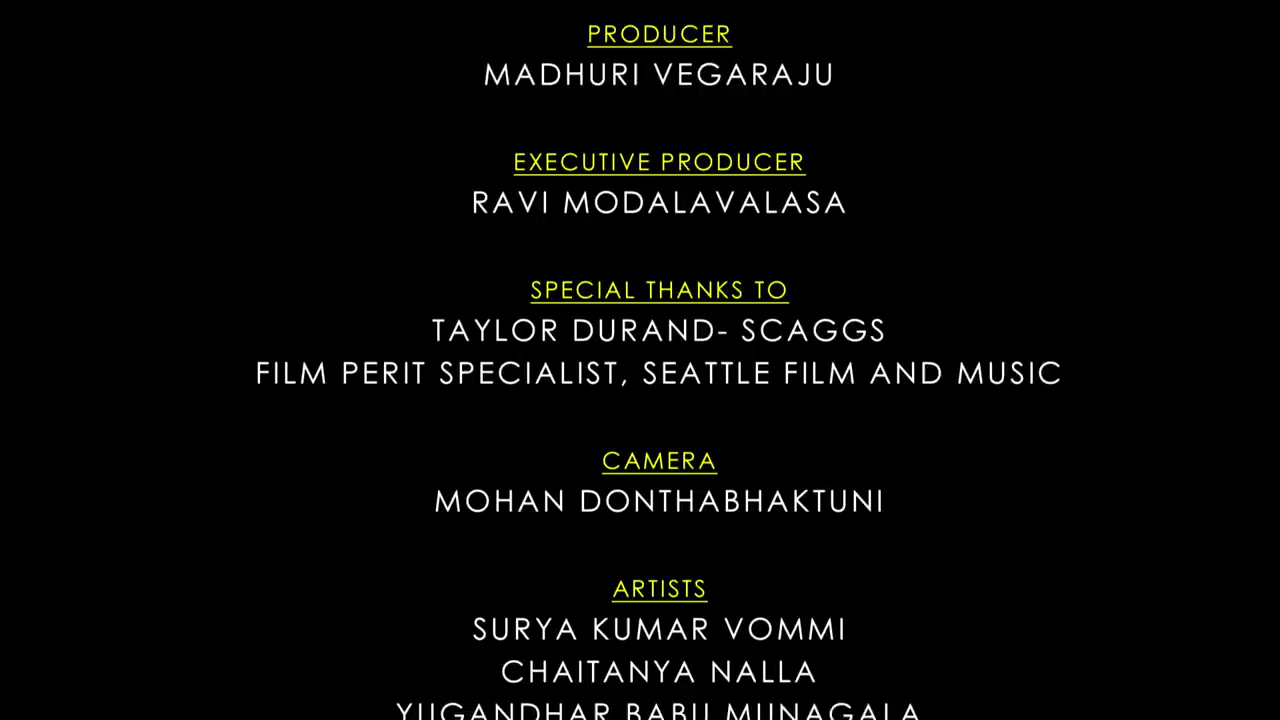 PRODUCER
MADHURI VEGARAJU
EXECUTIVE PRODUCER
RAVI MODALAVALASA
SPECIAL THANKS TO
TAYLOR DURAND- SCAGGS
FILM PERIT SPECIALIST, SEATTLE FILM AND MUSIC
CAMERA
MOHAN DONTHABHAKTUNI
ARTISTS
SURYA KUMAR VOMMI
CHAITANYA NALLA
YUGANDHAR BABU MUNAGALA